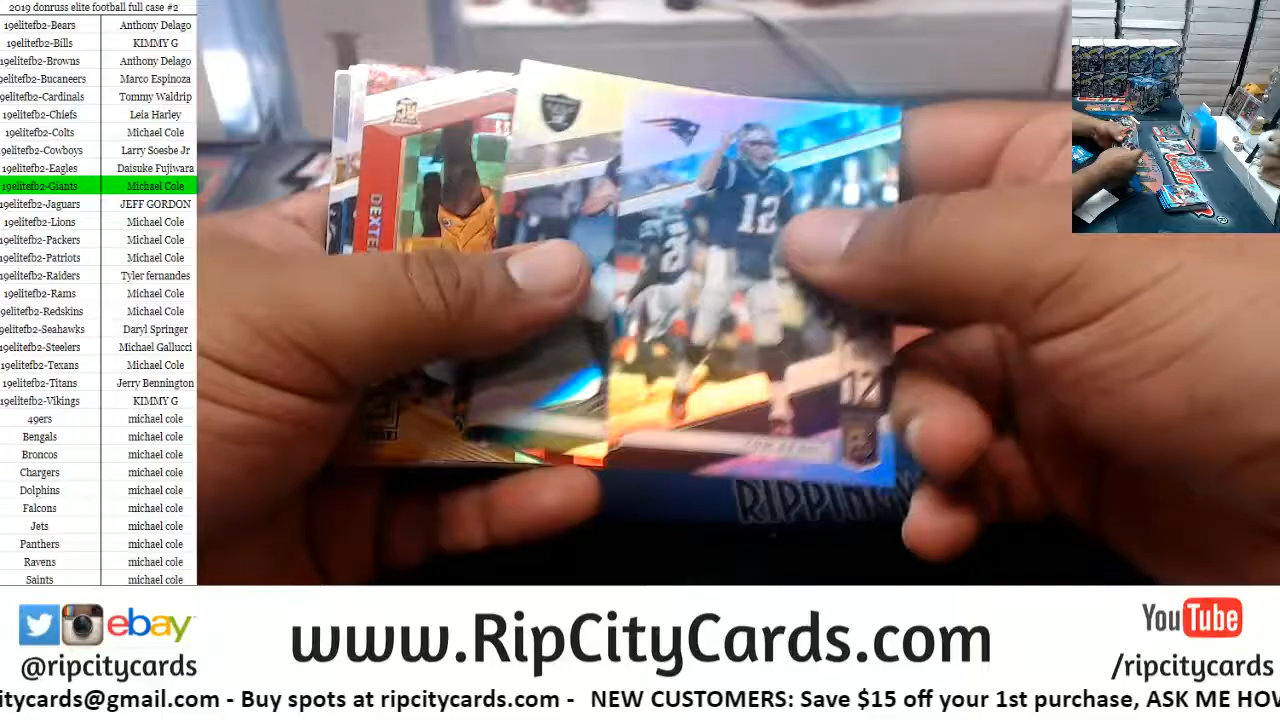 2019 donruss elite football full case #2
19elitefb2-Bears Anthony Delago
19elitefb2-Bills KIMMY G
19elitefb2-Browns Anthony Delago
9elitefb2-Bucaneers Marco Espinoza
9elitefb2-Cardinals Tommy Waldrip
19elitefb2-Chiefs Leia Harley
19elitefb2-Colts Michael Cole
9elitefb2-Cowboys Larry Soesbe Jr
19elitefb2-Eagles Daisuke Fujiwara
19elitefb2-Giants Michael Cole
19elitefb2-Jaguars JEFF GORDON
19elitefb2-Lions Michael Cole
19elitefb2-Packers Michael Cole
19elitefb2-Patriots Michael Cole
19elitefb2-Raiders Tyler fernandes
19elitefb2-Rams Michael Cole
19elitefb2-Redskins Michael Cole
9elitefb2-Seahawks Daryl Springer
19elitefb2-Steelers Michael Gallucci
19elitefb2-Texans Michael Cole
19elitefb2-Titans Jerry Bennington
19elitefb2-Vikings KIMMY G
49ers michael cole
Bengals michael cole
Broncos michael cole
Chargers michael cole
Dolphins michael cole
Falcons michael cole
Jets michael cole
Panthers michael cole
Ravens michael cole
Saints michael cole
DEXT
12
12
RIPPIN
ebay
@ripcitycards
www.RipCityCards.com
YouTube
/ripcitycards
citycards@gmail.com - Buy spots at ripcitycards.com - NEW CUSTOMERS: Save $15 off your 1st purchase, ASK ME HOW